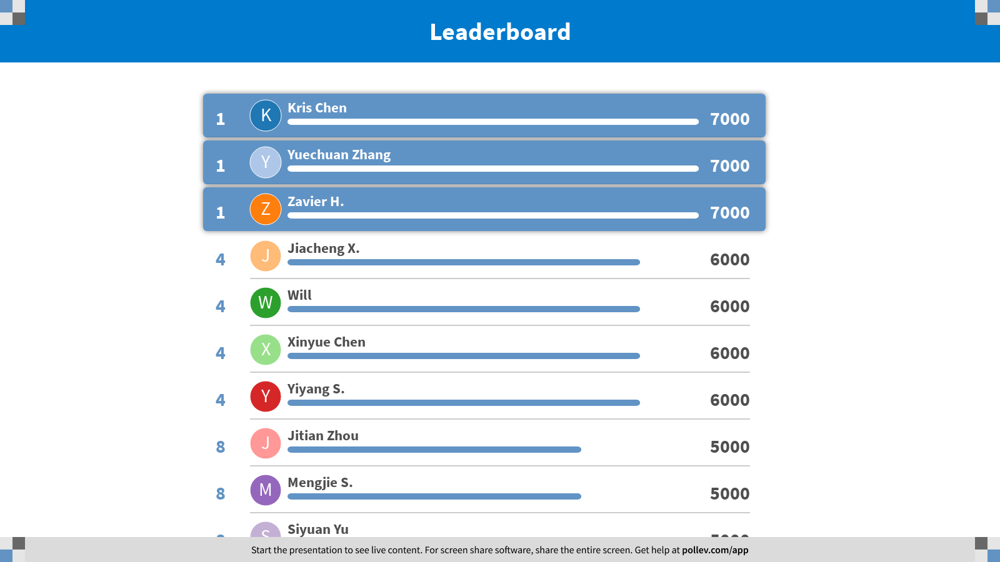 Leaderboard
1 K Kris Chen 7000
1 Y Yuechuan Zhang 7000
1 Z Zavier H. 7000
4 J Jiacheng X. 6000
4 W Will 6000
4 X Xinyue Chen 6000
4 Y Yiyang S. 6000
8 J Jitian Zhou 5000
8 M Mengjie S. 5000
S Siyuan Yu
Start the presentation to see live content. For screen share software, share the entire screen. Get help at pollev.com/app